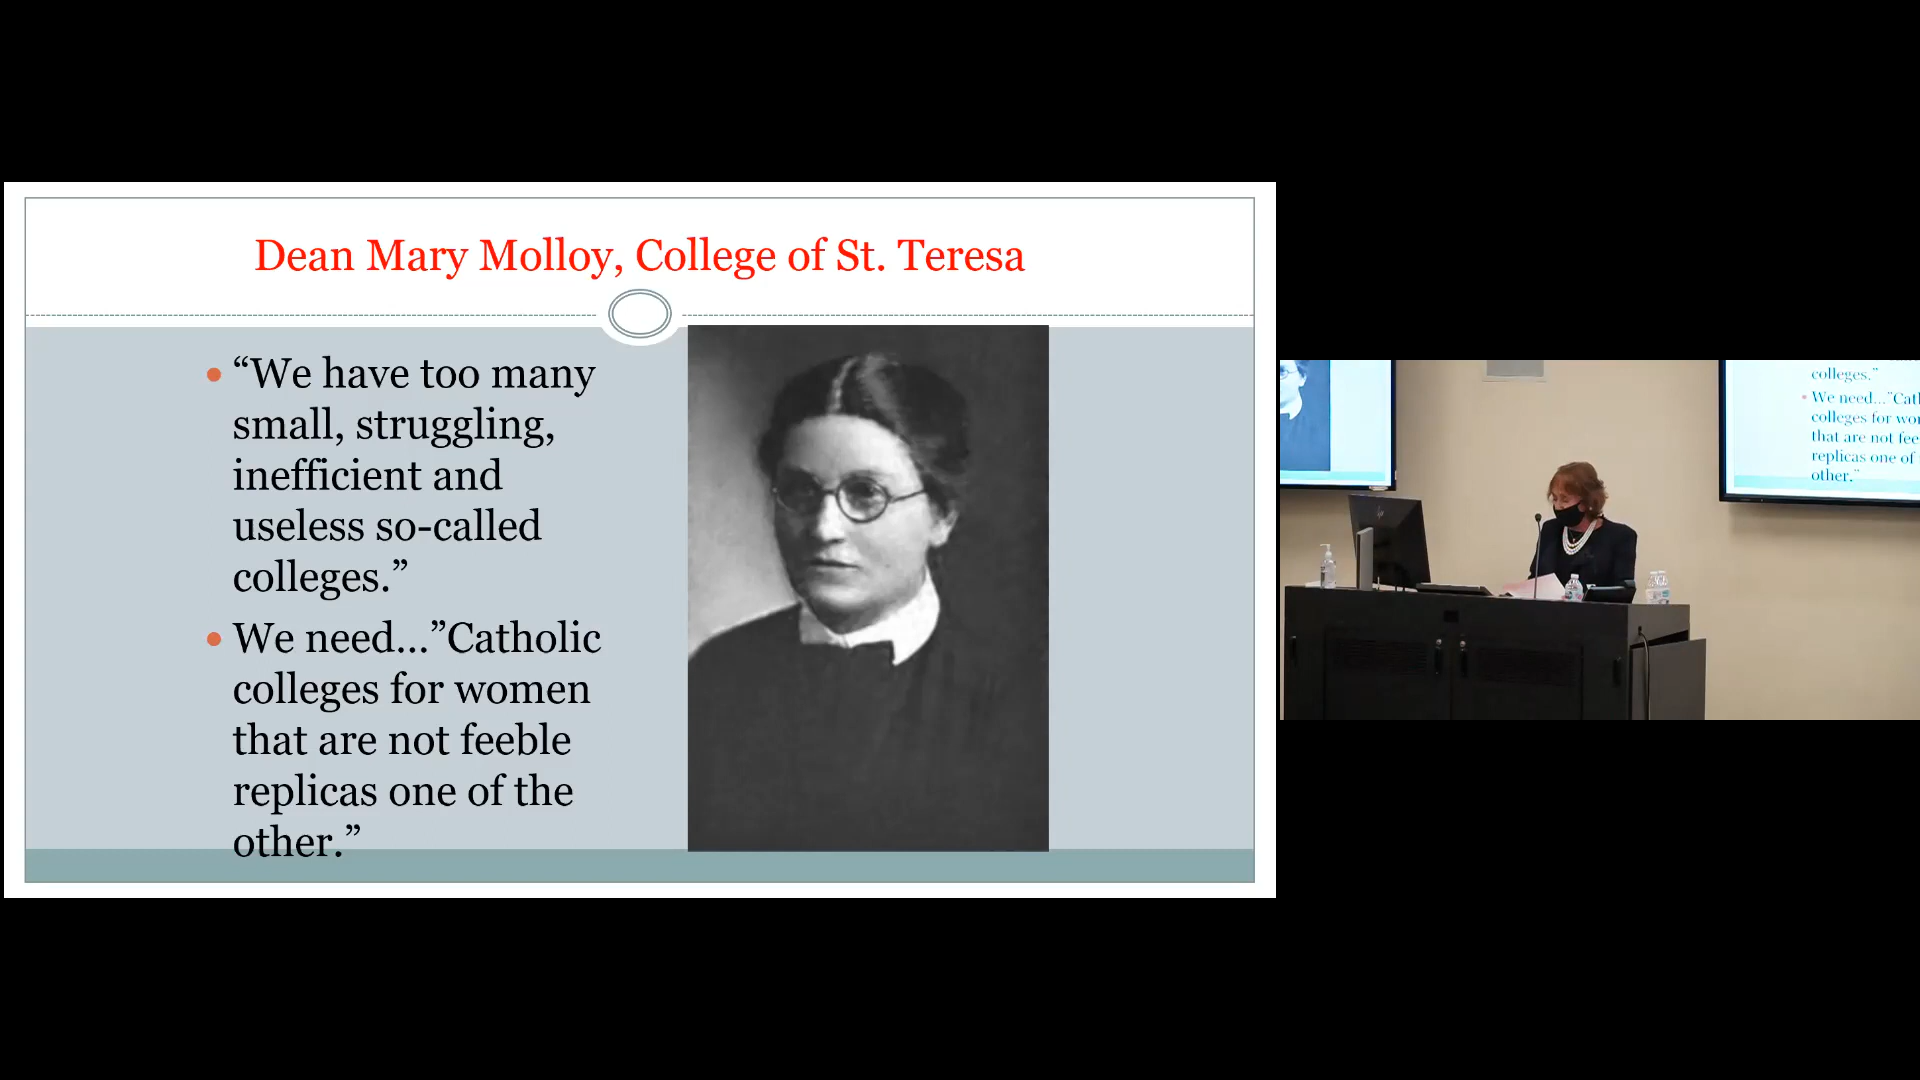 Dean Mary Molloy, College of St. Teresa
• “We have too many
small, struggling,
inefficient and
useless so-called
colleges.”
• We need...”Catholic
colleges for women
that are not feeble
replicas one of the
other.”
colleges.”
• We need...”Cat
colleges for wo
that are not fee
replicas one of
other.”